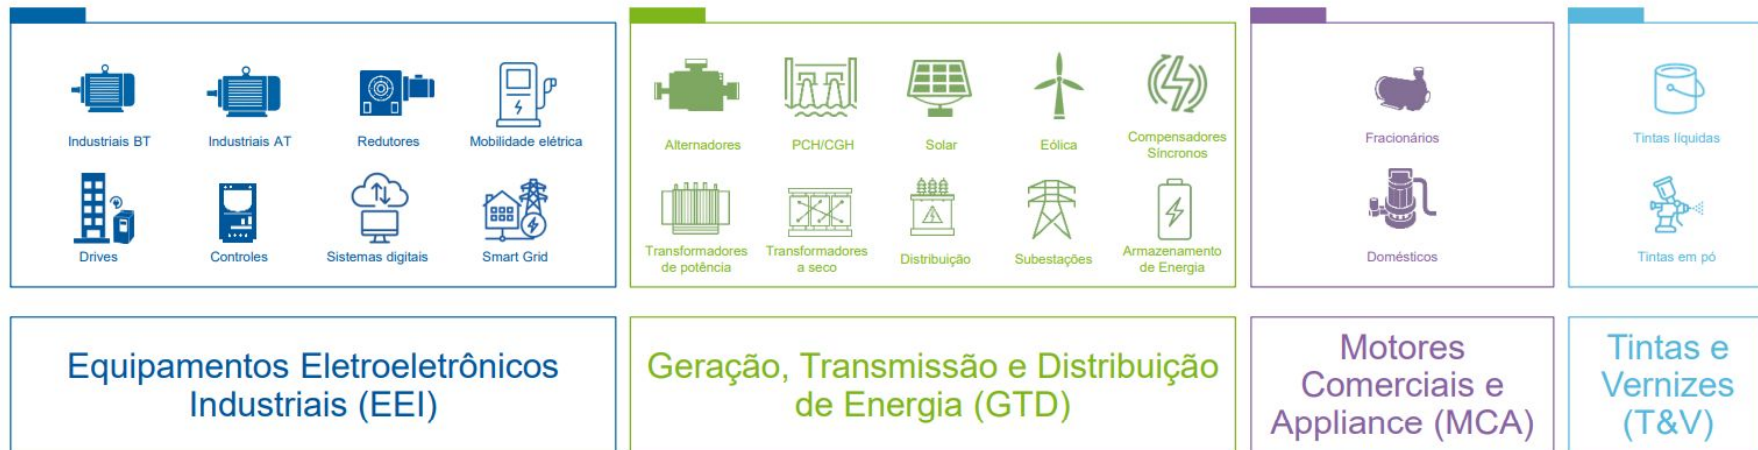 Industriais BT
Industriais AT
Redutores
Mobilidade elétrica
Drives
Controles
Sistemas digitais
Smart Grid
Equipamentos Eletroeletrônicos
Industriais (EEI)
Alternadores
PCH/CGH
Solar
Eólica
Compensadores
Síncronos
Transformadores
de potência
Transformadores
a seco
Distribuição
Subestações
Armazenamento
de Energia
Geração, Transmissão e Distribuição
de Energia (GTD)
Fracionários
Domésticos
Motores
Comerciais e
Appliance (MCA)
Tintas líquidas
Tintas em pó
Tintas e
Vernizes
(T&V)